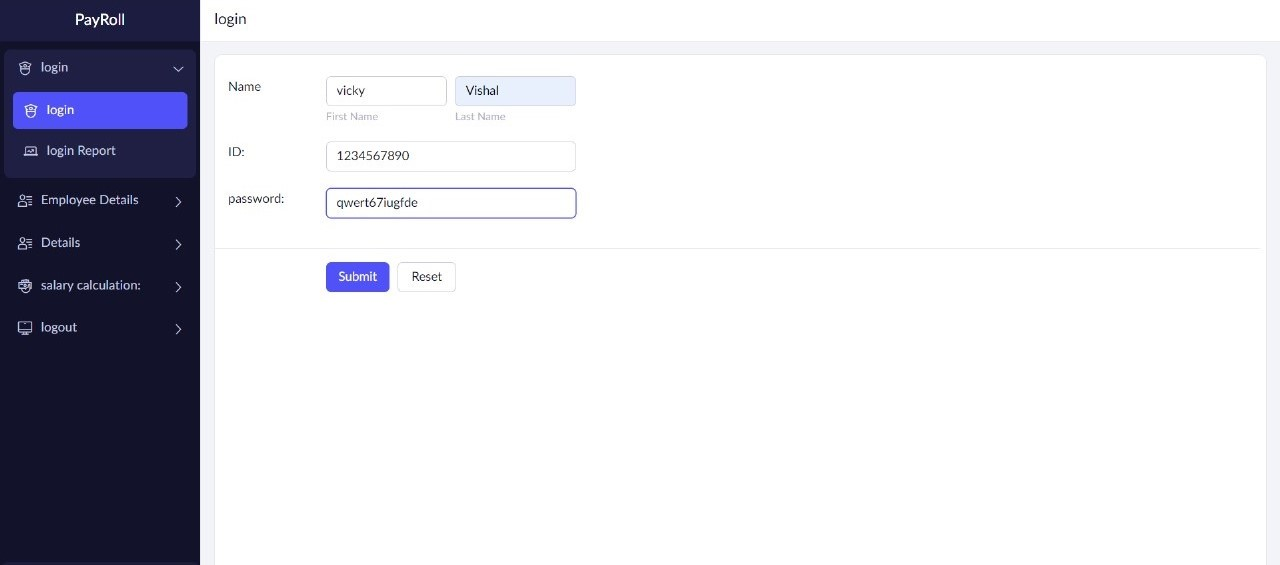 PayRoll
login
login
login
login Report
Employee Details
Details
salary calculation:
logout
Name
vicky
Vishal
First Name
Last Name
ID:
1234567890
password:
qwert67iugfde
Submit
Reset